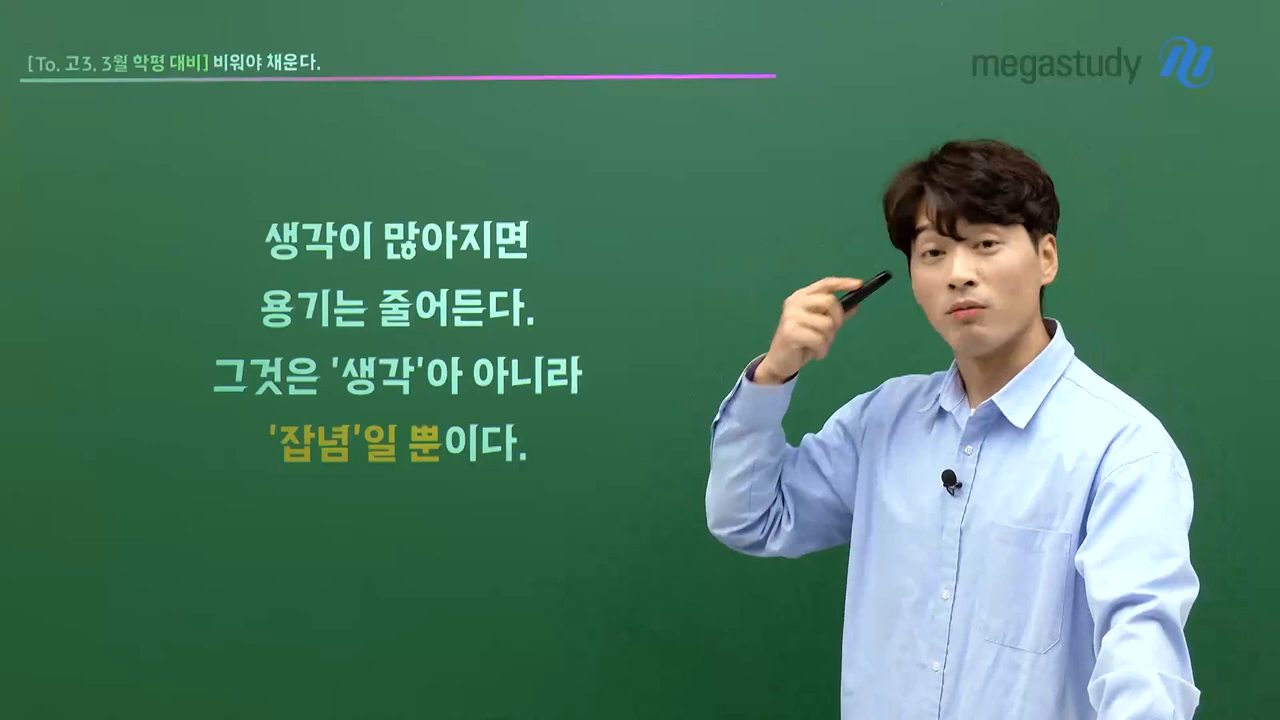 [To. 고3. 3월 학평 대비] 비워야 채운다.
megastudy
생각이 많아지면
용기는 줄어든다.
그것은 '생각'아 아니라
'잡념'일 뿐이다.